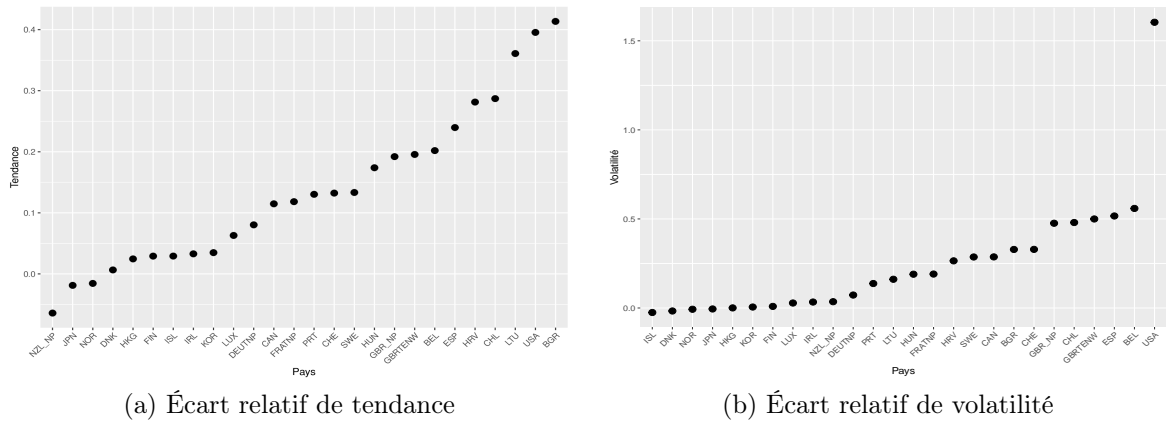 0.4
0.3
0.2
0.1
0.0
Tendance
NZL_NP JPN NOR DNK HKG FIN ISL IRL KOR LUX DEUTNP CAN FRATNP PRT CHE SWE HUN GBR_NP GBRTENW BEL ESP HRV CHL LTU USA BGR
Pays
(a) Écart relatif de tendance
1.5
1.0
0.5
0.0
Volatilité
ISL DNK NOR JPN HKG KOR FIN LUX IRL NZL_NP DEUTNP PRT LTU HUN FRATNP HRV SWE CAN BGR CHE GBR_NP CHL GBRTENW ESP BEL USA
Pays
(b) Écart relatif de volatilité